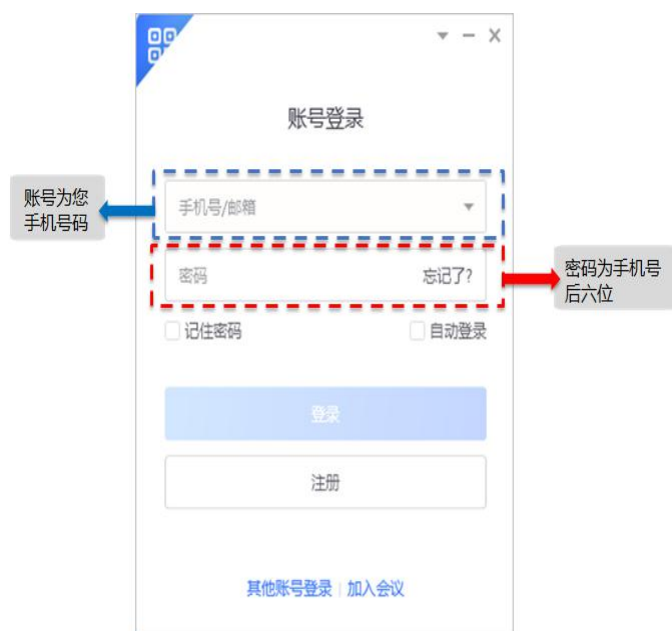 账号登录
账号为您
手机号码
手机号/邮箱
密码
忘记了?
密码为手机号
后六位
记住密码
自动登录
登录
注册
其他账号登录 | 加入会议